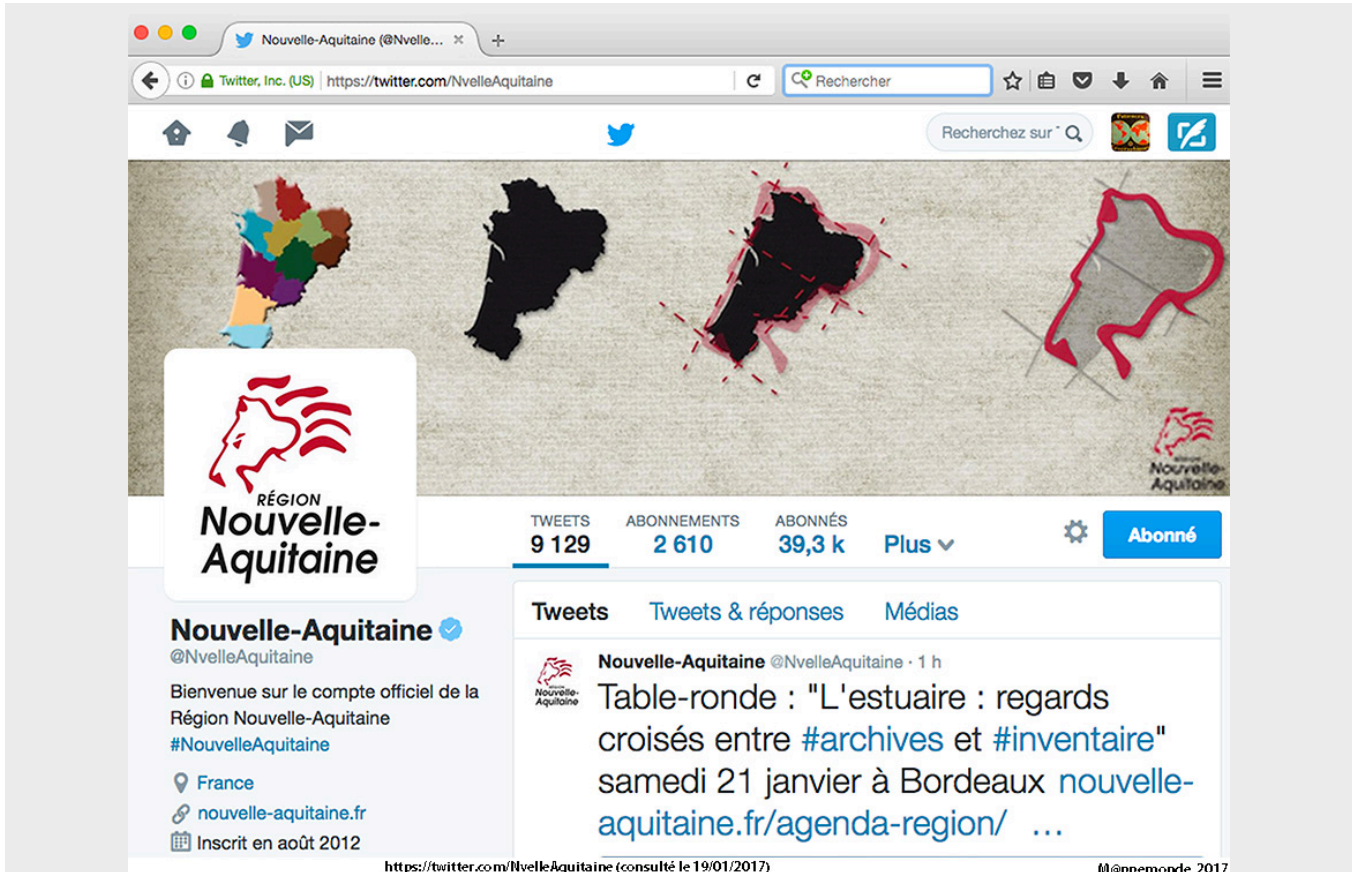 Nouvelle-Aquitaine (@Nvelle...
Twitter, Inc. (US) https://twitter.com/NvelleAquitaine
Rechercher
Recherchez sur
Nouvelle-
Aquitaine
RÉGION
Nouvelle-
Aquitaine
TWEETS ABONNEMENTS ABONNÉS
9 129 2 610 39,3 k Plus
Abonné
Tweets Tweets & réponses Médias
Nouvelle-Aquitaine
@NvelleAquitaine
Bienvenue sur le compte officiel de la
Région Nouvelle-Aquitaine
#NouvelleAquitaine
France
nouvelle-aquitaine.fr
Inscrit en août 2012
Nouvelle-
Aquitaine
Nouvelle-Aquitaine @NvelleAquitaine · 1 h
Table-ronde : "L'estuaire : regards
croisés entre #archives et #inventaire"
samedi 21 janvier à Bordeaux nouvelle-
aquitaine.fr/agenda-region/ ...
https://twitter.com/NvelleAquitaine (consulté le 19/01/2017)
M@ppemonde 2017